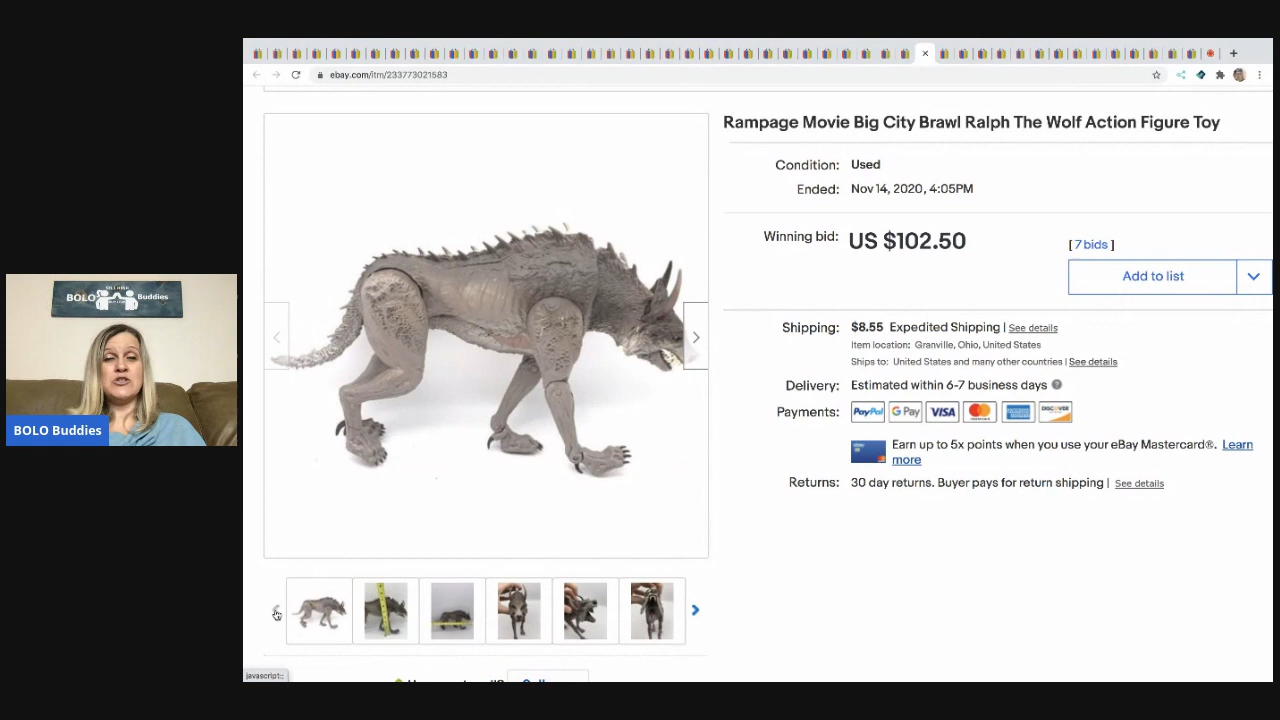 ebay.com/itm/233773021583
Rampage Movie Big City Brawl Ralph The Wolf Action Figure Toy
Condition: Used
Ended: Nov 14, 2020, 4:05PM
Winning bid: US $102.50 [ 7 bids ]
Add to list
Shipping: $8.55 Expedited Shipping | See details
Item location: Granville, Ohio, United States
Ships to: United States and many other countries | See details
Delivery: Estimated within 6-7 business days
Payments: PayPal G Pay VISA
DISCOVER
Earn up to 5x points when you use your eBay Mastercard®. Learn
more
Returns: 30 day returns. Buyer pays for return shipping | See details
BOLO Buddies
BOLO Buddies
javascript:;